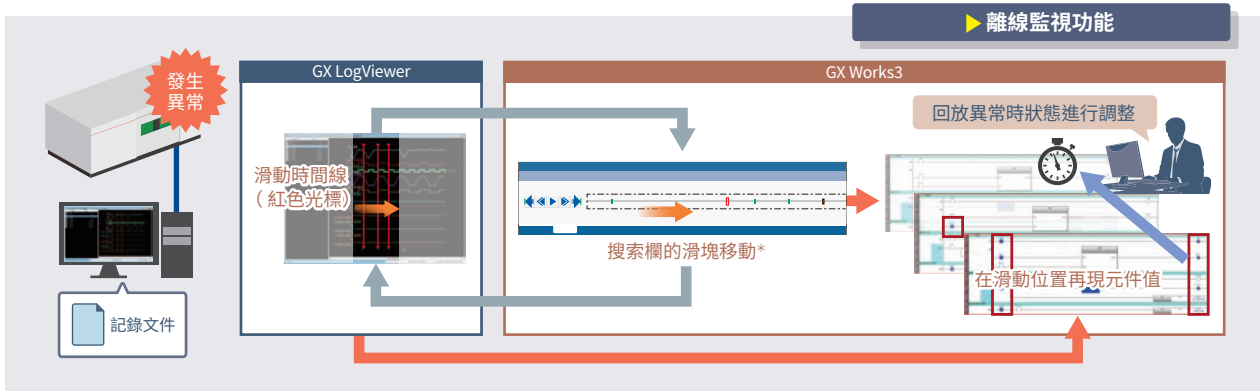 ▶離線監視功能
發生
異常
GX LogViewer
GX Works3
回放異常時狀態進行調整
滑動時間線
(紅色光標)
搜索欄的滑塊移動*
在滑動位置再現元件值
記錄文件